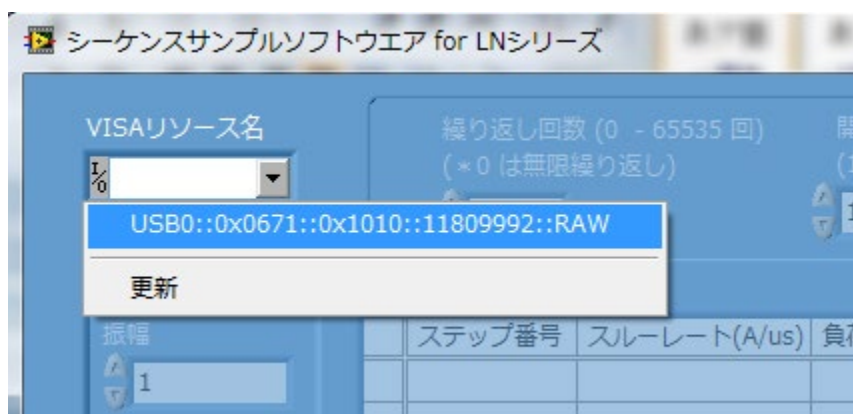 シーケンスサンプルソフトウエア for LNシリーズ
VISAリソース名
繰り返し回数 (0 - 65535 回)
(*0 は無限繰り返し)
USB0::0x0671::0x1010::11809992::RAW
更新
振幅
1
ステップ番号 スルーレート(A/us)